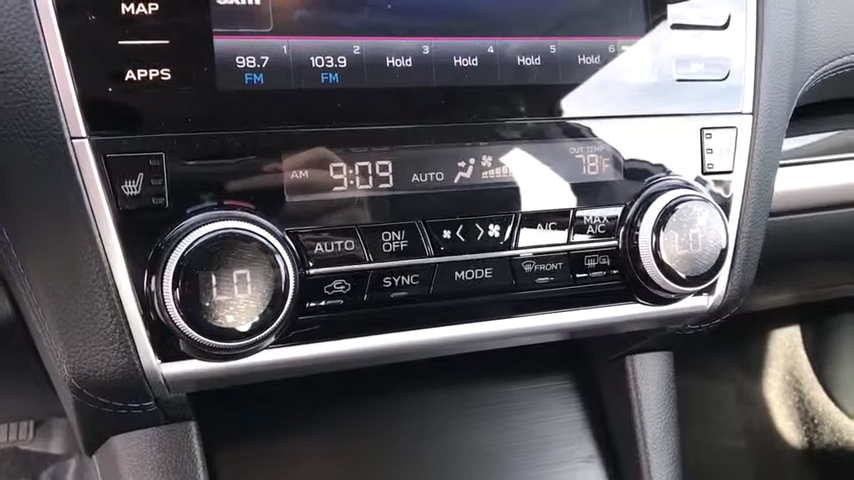 MAP
APPS
98.7 1 103.9 2 Hold 3 Hold 4 Hold 5 Hold 6
FM FM
AM 9:09 AUTO OUT TEMP 78°F
LO AUTO ON/ A/C MAX LO
OFF A/C
SYNC MODE FRONT